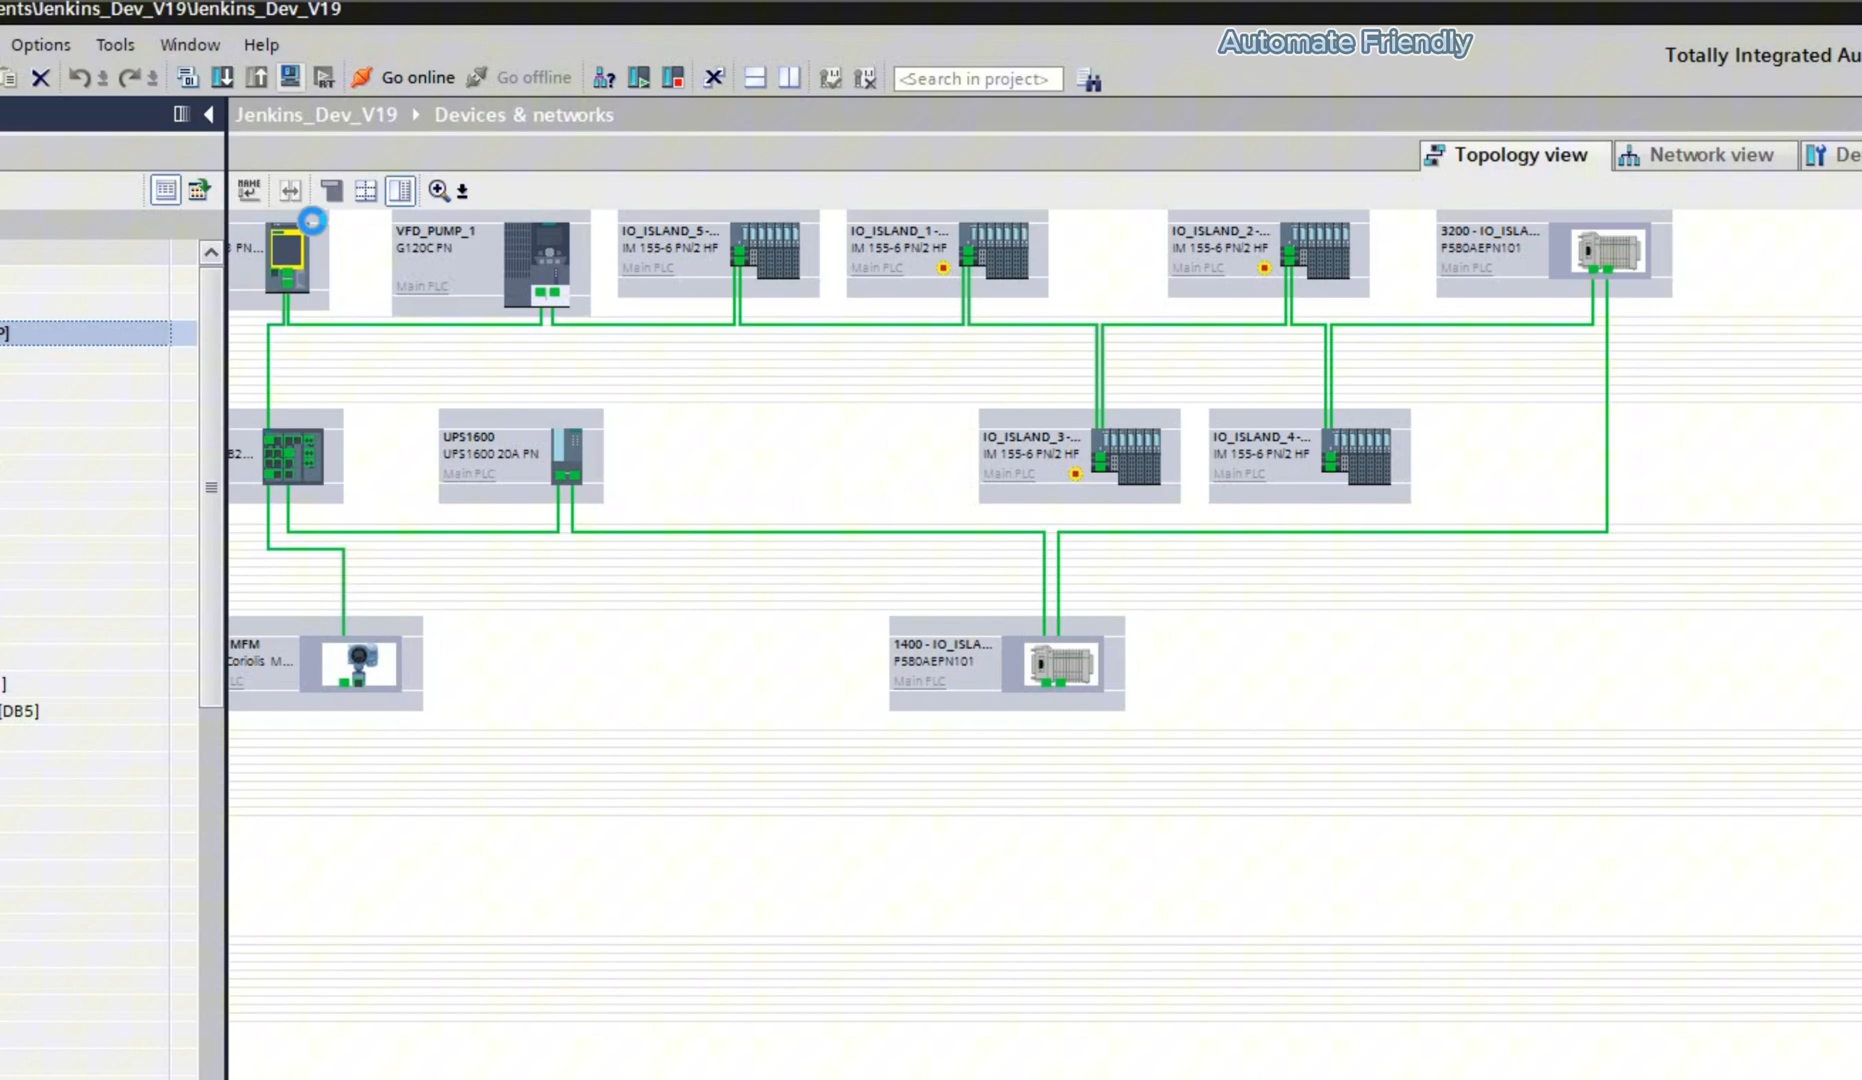 ents\Jenkins_Dev_V19\Jenkins_Dev_V19
Options Tools Window Help
Automate Friendly
Totally Integrated Au
Go online Go offline <Search in project>
Jenkins_Dev_V19 Devices & networks
Topology view Network view De
NAME
PN...
VFD_PUMP_1
G120C PN
Main PLC
IO_ISLAND_5-...
IM 155-6 PN/2 HF
Main PLC
IO_ISLAND_1-...
IM 155-6 PN/2 HF
Main PLC
IO_ISLAND_2-...
IM 155-6 PN/2 HF
Main PLC
3200 - IO_ISLA...
P580AEPN101
Main PLC
P]
B2...
UPS1600
UPS1600 20A PN
Main PLC
IO_ISLAND_3-...
IM 155-6 PN/2 HF
Main PLC
IO_ISLAND_4-...
IM 155-6 PN/2 HF
Main PLC
MFM
Coriolis M...
LC
1400 - IO_ISLA...
P580AEPN101
Main PLC
]
[DB5]